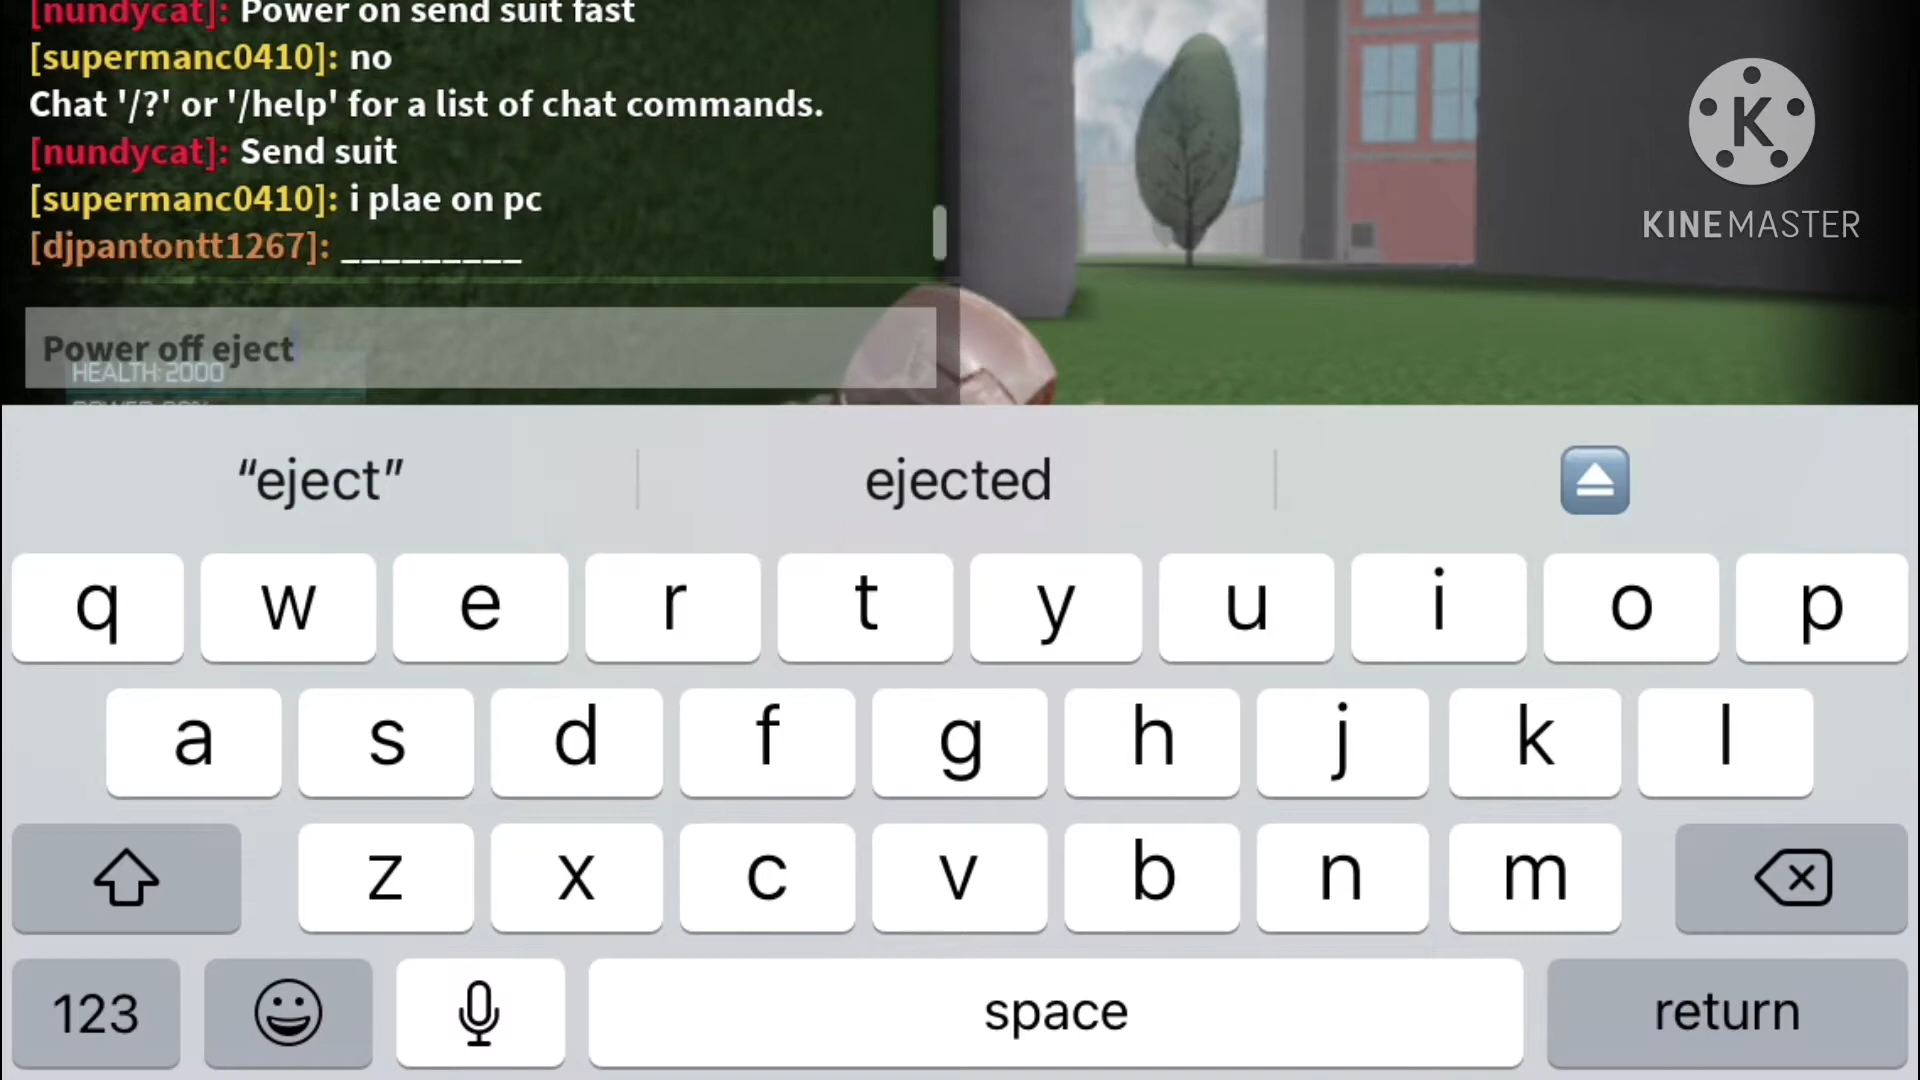 [nundycat]: Power on send suit fast
[supermanc0410]: no
Chat '/?' or '/help' for a list of chat commands.
[nundycat]: Send suit
[supermanc0410]: i plae on pc
[djpantontt1267]: _________
Power off eject
HEALTH: 2000
K
KINEMASTER
“eject” ejected
q w e r t y u i o p
a s d f g h j k l
z x c v b n m
123 space return